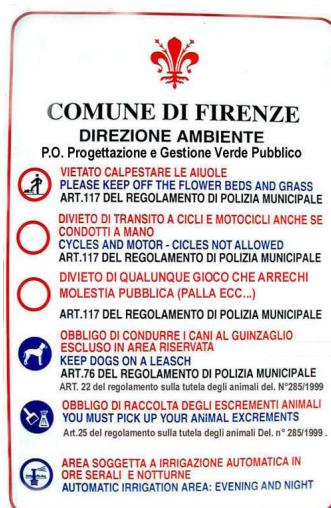 COMUNE DI FIRENZE
DIREZIONE AMBIENTE
P.O. Progettazione e Gestione Verde Pubblico
VIETATO CALPESTARE LE AIUOLE
PLEASE KEEP OFF THE FLOWER BEDS AND GRASS
ART.117 DEL REGOLAMENTO DI POLIZIA MUNICIPALE
DIVIETO DI TRANSITO A CICLI E MOTOCICLI ANCHE SE
CONDOTTI A MANO
CYCLES AND MOTOR - CICLES NOT ALLOWED
ART.117 DEL REGOLAMENTO DI POLIZIA MUNICIPALE
DIVIETO DI QUALUNQUE GIOCO CHE ARRECHI
MOLESTIA PUBBLICA (PALLA ECC...)
ART.117 DEL REGOLAMENTO DI POLIZIA MUNICIPALE
OBBLIGO DI CONDURRE I CANI AL GUINZAGLIO
ESCLUSO IN AREA RISERVATA
KEEP DOGS ON A LEASCH
ART.76 DEL REGOLAMENTO DI POLIZIA MUNICIPALE
ART. 22 del regolamento sulla tutela degli animali del. N°285/1999
OBBLIGO DI RACCOLTA DEGLI ESCREMENTI ANIMALI
YOU MUST PICK UP YOUR ANIMAL EXCREMENTS
Art.25 del regolamento sulla tutela degli animali Del. n° 285/1999 .
AREA SOGGETTA A IRRIGAZIONE AUTOMATICA IN
ORE SERALI E NOTTURNE
AUTOMATIC IRRIGATION AREA: EVENING AND NIGHT